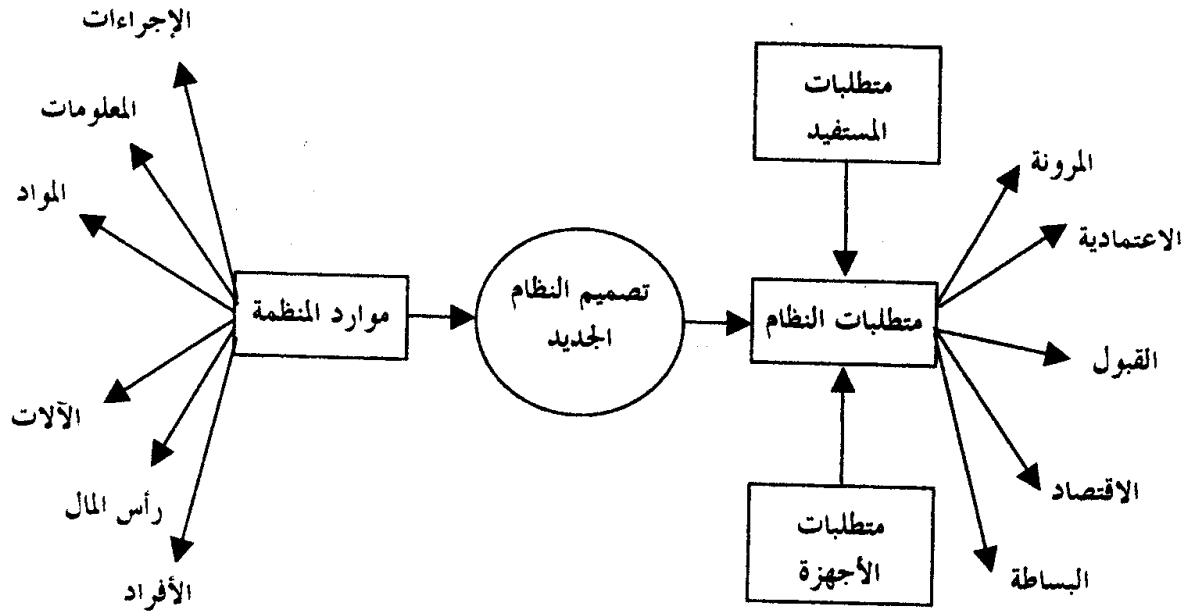 الإجراءات
المعلومات
المواد
الآلات
رأس المال
الأفراد
موارد المنظمة
تصميم النظام
الجديد
متطلبات
المستفيد
متطلبات النظام
متطلبات
الأجهزة
المرونة
الاعتمادية
القبول
الاقتصاد
البساطة